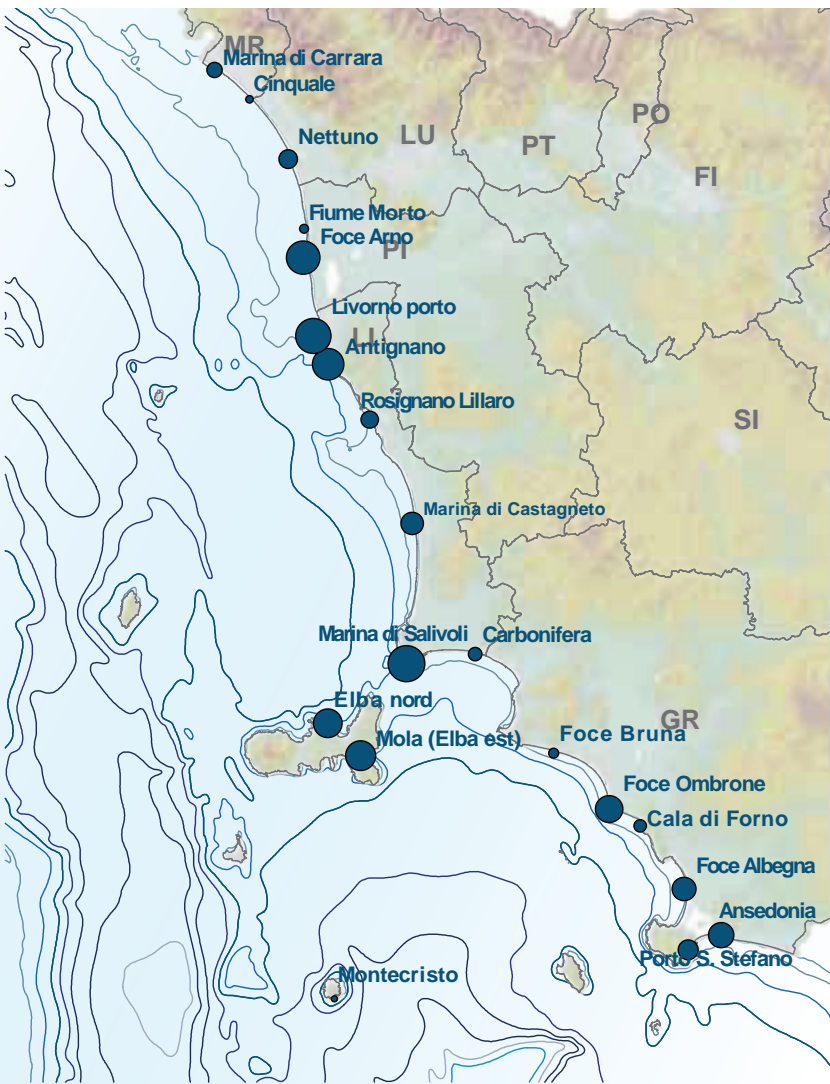 MR
Marina di Carrara
Cinquale
PO
Nettuno
LU
PT
FI
Fiume Morto
Foce Arno
PI
Livorno porto
LI
Antignano
Rosignano Lillaro
SI
Marina di Castagneto
Marina di Salivoli
Carbonifera
Elba nord
GR
Foce Bruna
Mola (Elba est)
Foce Ombrone
Cala di Forno
Foce Albegna
Ansedonia
Porto S. Stefano
Montecristo